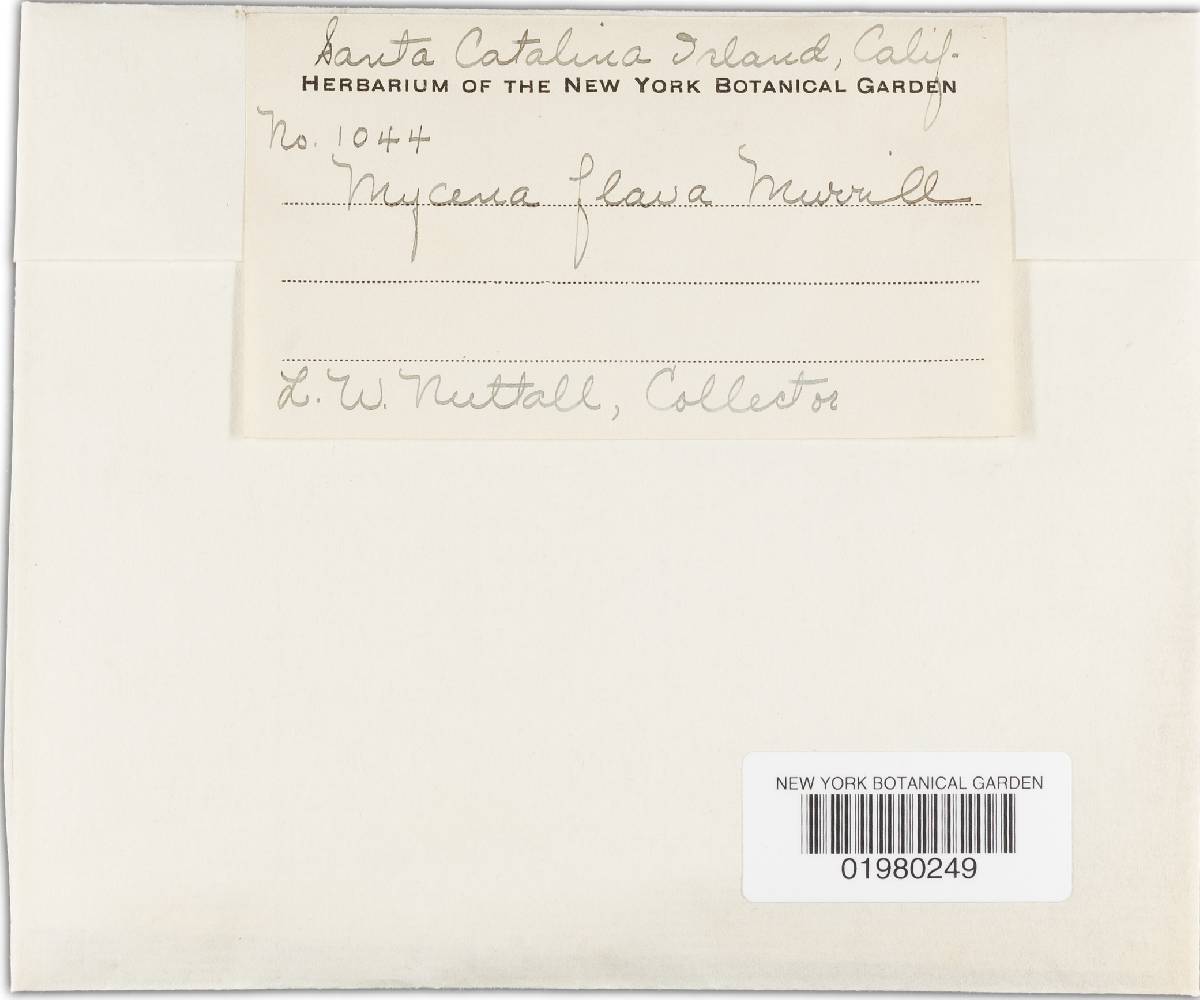 Santa Catalina Island, Calif.
HERBARIUM OF THE NEW YORK BOTANICAL GARDEN
No. 1044
Mycena flava Murrill
L. W. Nuttall, Collector
NEW YORK BOTANICAL GARDEN
01980249